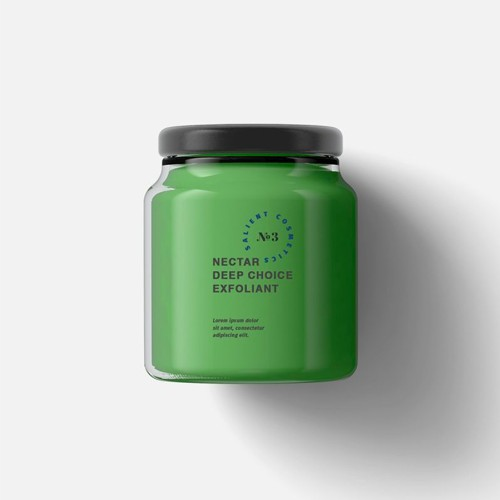 SALIENT COSMETICS
№3
NECTAR
DEEP CHOICE
EXFOLIANT
Lorem ipsum dolor
sit amet, consectetur
adipiscing elit.